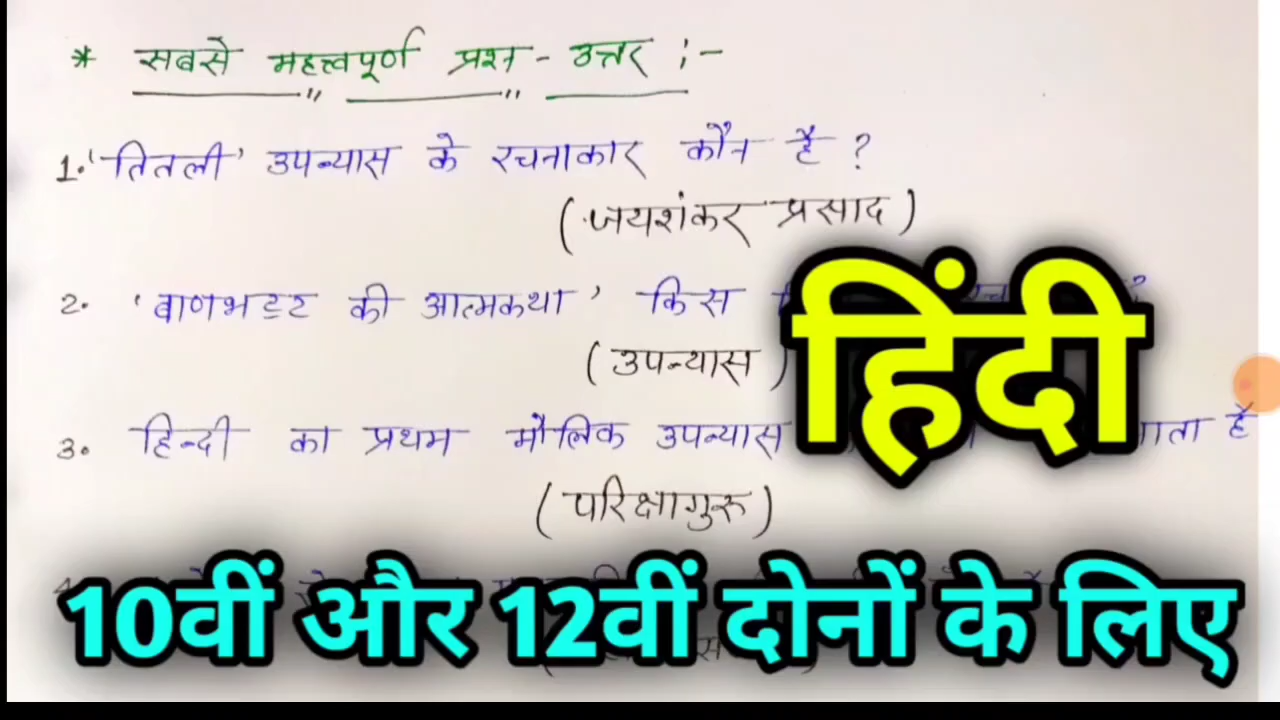 * सबसे महत्त्वपूर्ण प्रश्न - उत्तर :-
1. 'तितली' उपन्यास के रचनाकार कौन है ?
(जयशंकर प्रसाद)
2. 'बाणभट्ट की आत्मकथा' किस
(उपन्यास)
3. हिन्दी का प्रथम मौलिक उपन्यास है
(परिक्षागुरू)
हिंदी
10वीं और 12वीं दोनों के लिए